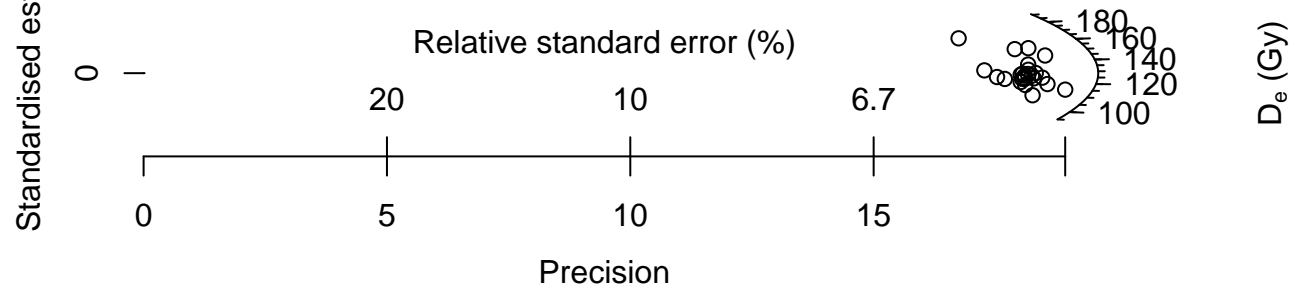 Standardised es
0
Relative standard error (%)
20 10 6.7
180
160
140
120
100
Dₑ (Gy)
0 5 10 15
Precision